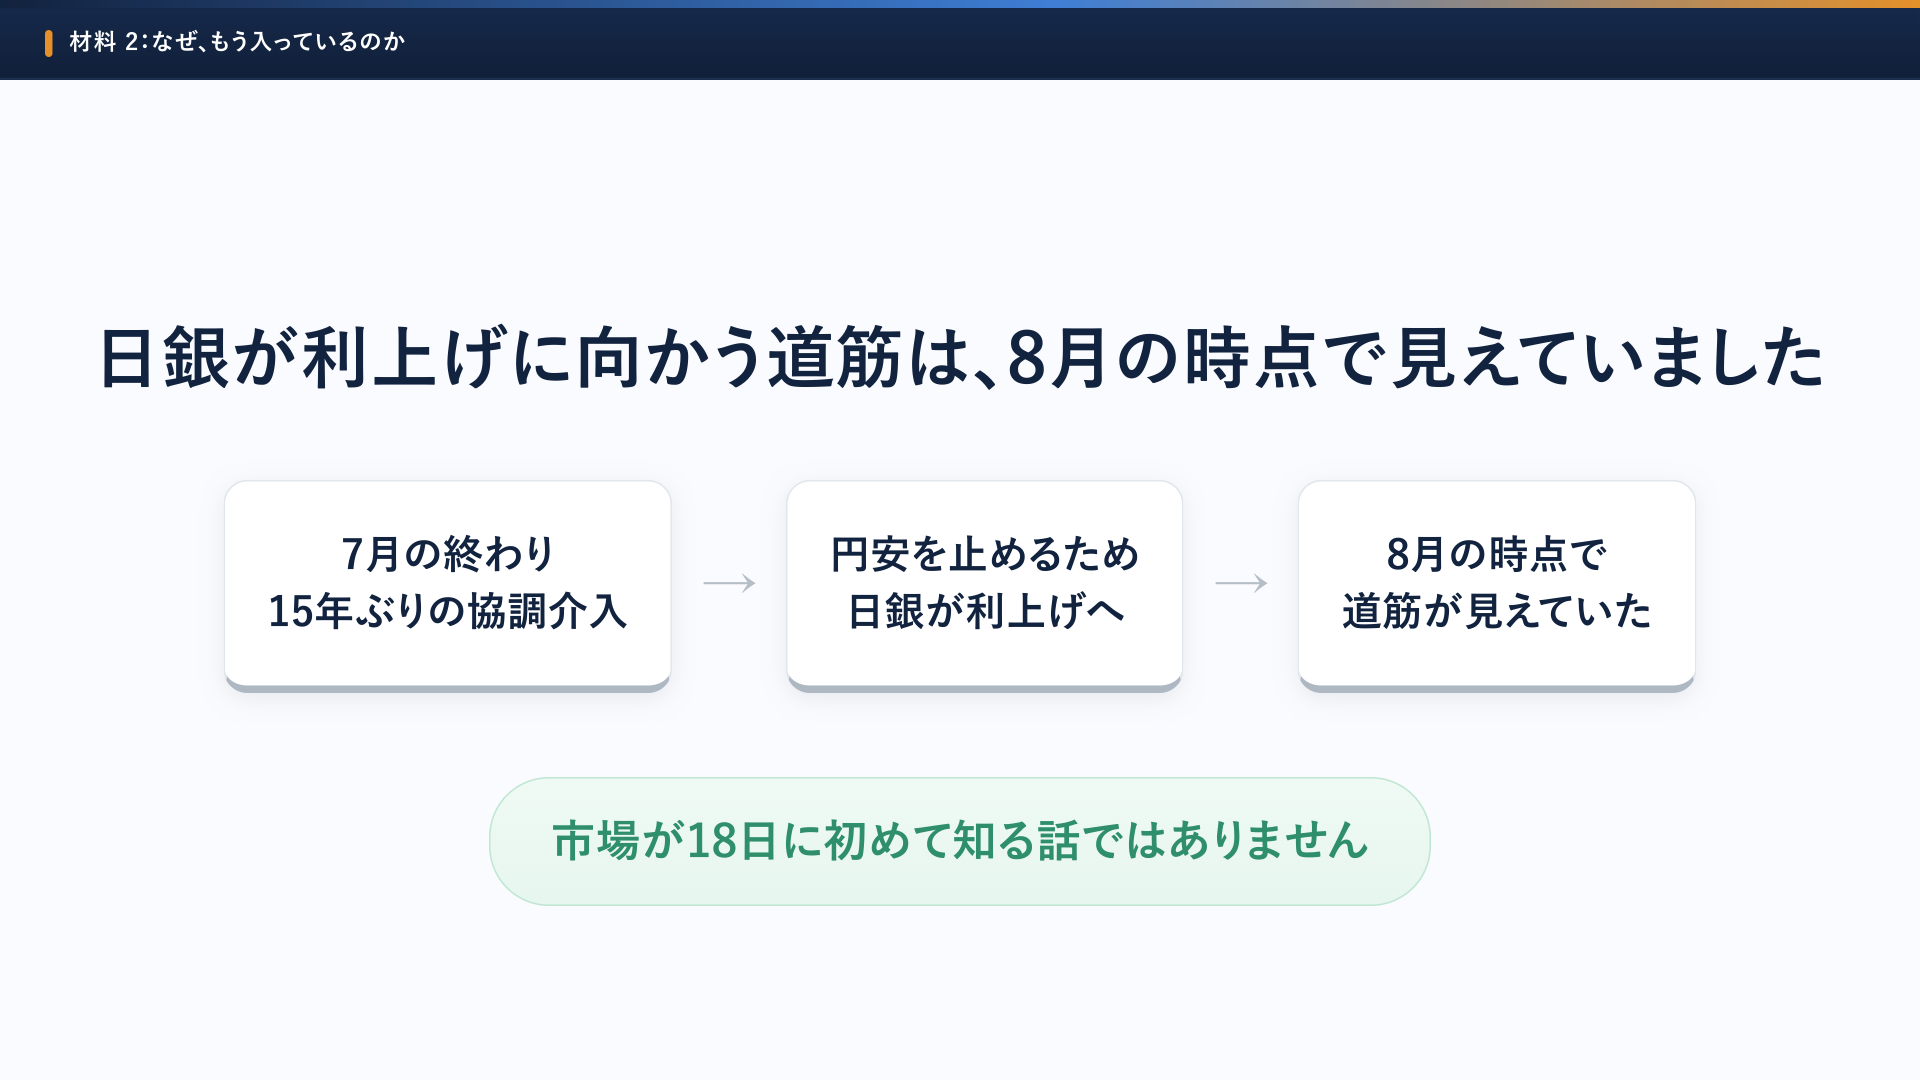 材料 2：なぜ、もう入っているのか
日銀が利上げに向かう道筋は、8月の時点で見えていました
7月の終わり
15年ぶりの協調介入
→
円安を止めるため
日銀が利上げへ
→
8月の時点で
道筋が見えていた
市場が18日に初めて知る話ではありません